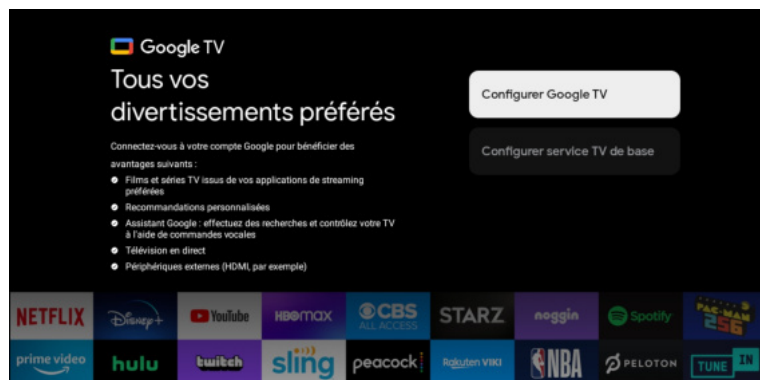 Google TV
Tous vos
divertissements préférés
Connectez-vous à votre compte Google pour bénéficier des
avantages suivants :
Films et séries TV issus de vos applications de streaming
préférées
Recommandations personnalisées
Assistant Google : effectuez des recherches et contrôlez votre TV
à l'aide de commandes vocales
Télévision en direct
Périphériques externes (HDMI, par exemple)
Configurer Google TV
Configurer service TV de base
NETFLIX Disney+ YouTube HBOmax CBS ALL ACCESS STARZ noggin Spotify PAC-MAN 256
prime video hulu twitch sling peacock Rakuten VIKI NBA PELOTON TUNE IN